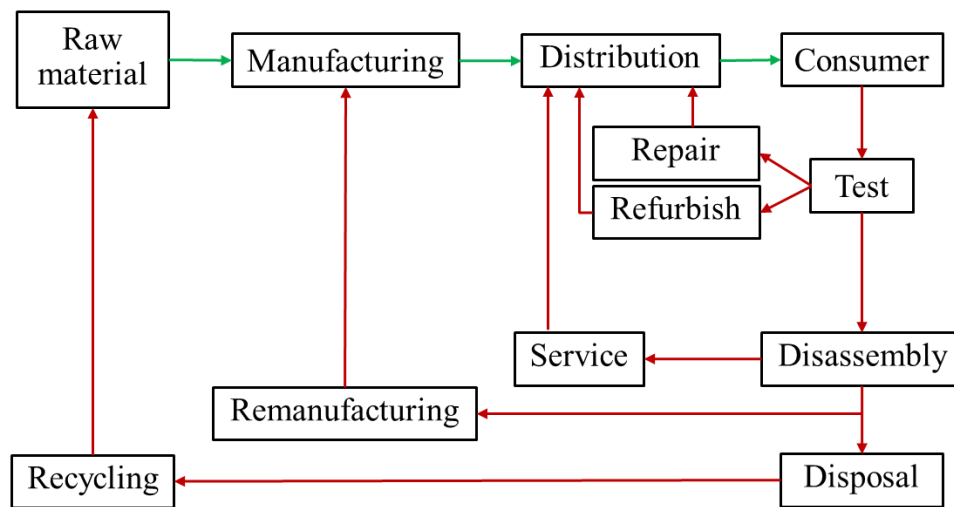 Raw
material
Manufacturing
Distribution
Consumer
Repair
Test
Refurbish
Service
Disassembly
Remanufacturing
Recycling
Disposal